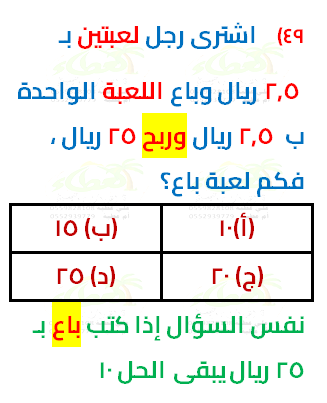 ٤٩) اشترى رجل لعبتين بـ
٢,٥ ريال وباع اللعبة الواحدة
ب ٢,٥ ريال وربح ٢٥ ريال ،
فكم لعبة باع؟
(أ) ١٠ (ب) ١٥
(ج) ٢٠ (د) ٢٥
نفس السؤال إذا كتب باع بـ
٢٥ ريال يبقى الحل ١٠